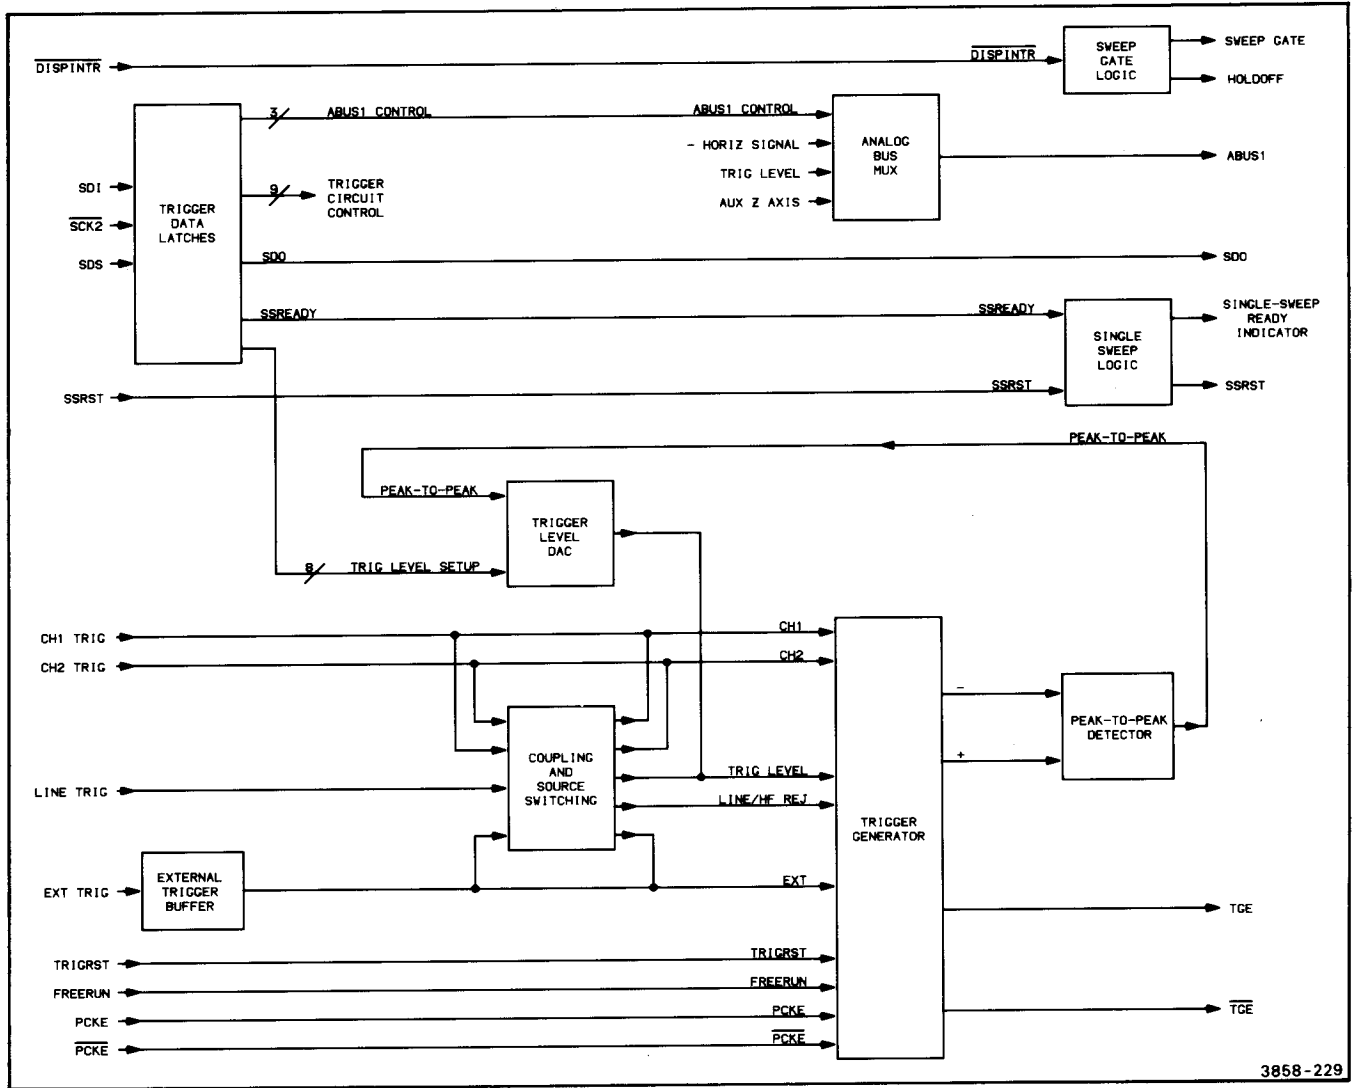 DISPINTR
DISPINTR
SWEEP
GATE
LOGIC
SWEEP GATE
HOLDOFF
3
ABUS1 CONTROL
ABUS1 CONTROL
- HORIZ SIGNAL
TRIG LEVEL
AUX Z AXIS
ANALOG
BUS
MUX
ABUS1
SDI
SCK2
SDS
TRIGGER
DATA
LATCHES
9
TRIGGER
CIRCUIT
CONTROL
SDO
SDO
SSREADY
SSREADY
SINGLE
SWEEP
LOGIC
SINGLE-SWEEP
READY
INDICATOR
SSRST
SSRST
SSRST
PEAK-TO-PEAK
PEAK-TO-PEAK
TRIGGER
LEVEL
DAC
8
TRIG LEVEL SETUP
CH1 TRIG
CH1
CH2 TRIG
CH2
COUPLING
AND
SOURCE
SWITCHING
LINE TRIG
TRIG LEVEL
LINE/HF REJ
TRIGGER
GENERATOR
-
+
PEAK-TO-PEAK
DETECTOR
EXT TRIG
EXTERNAL
TRIGGER
BUFFER
EXT
TGE
TRIGRST
TRIGRST
FREERUN
FREERUN
PCKE
PCKE
TGE
PCKE
PCKE
3858-229